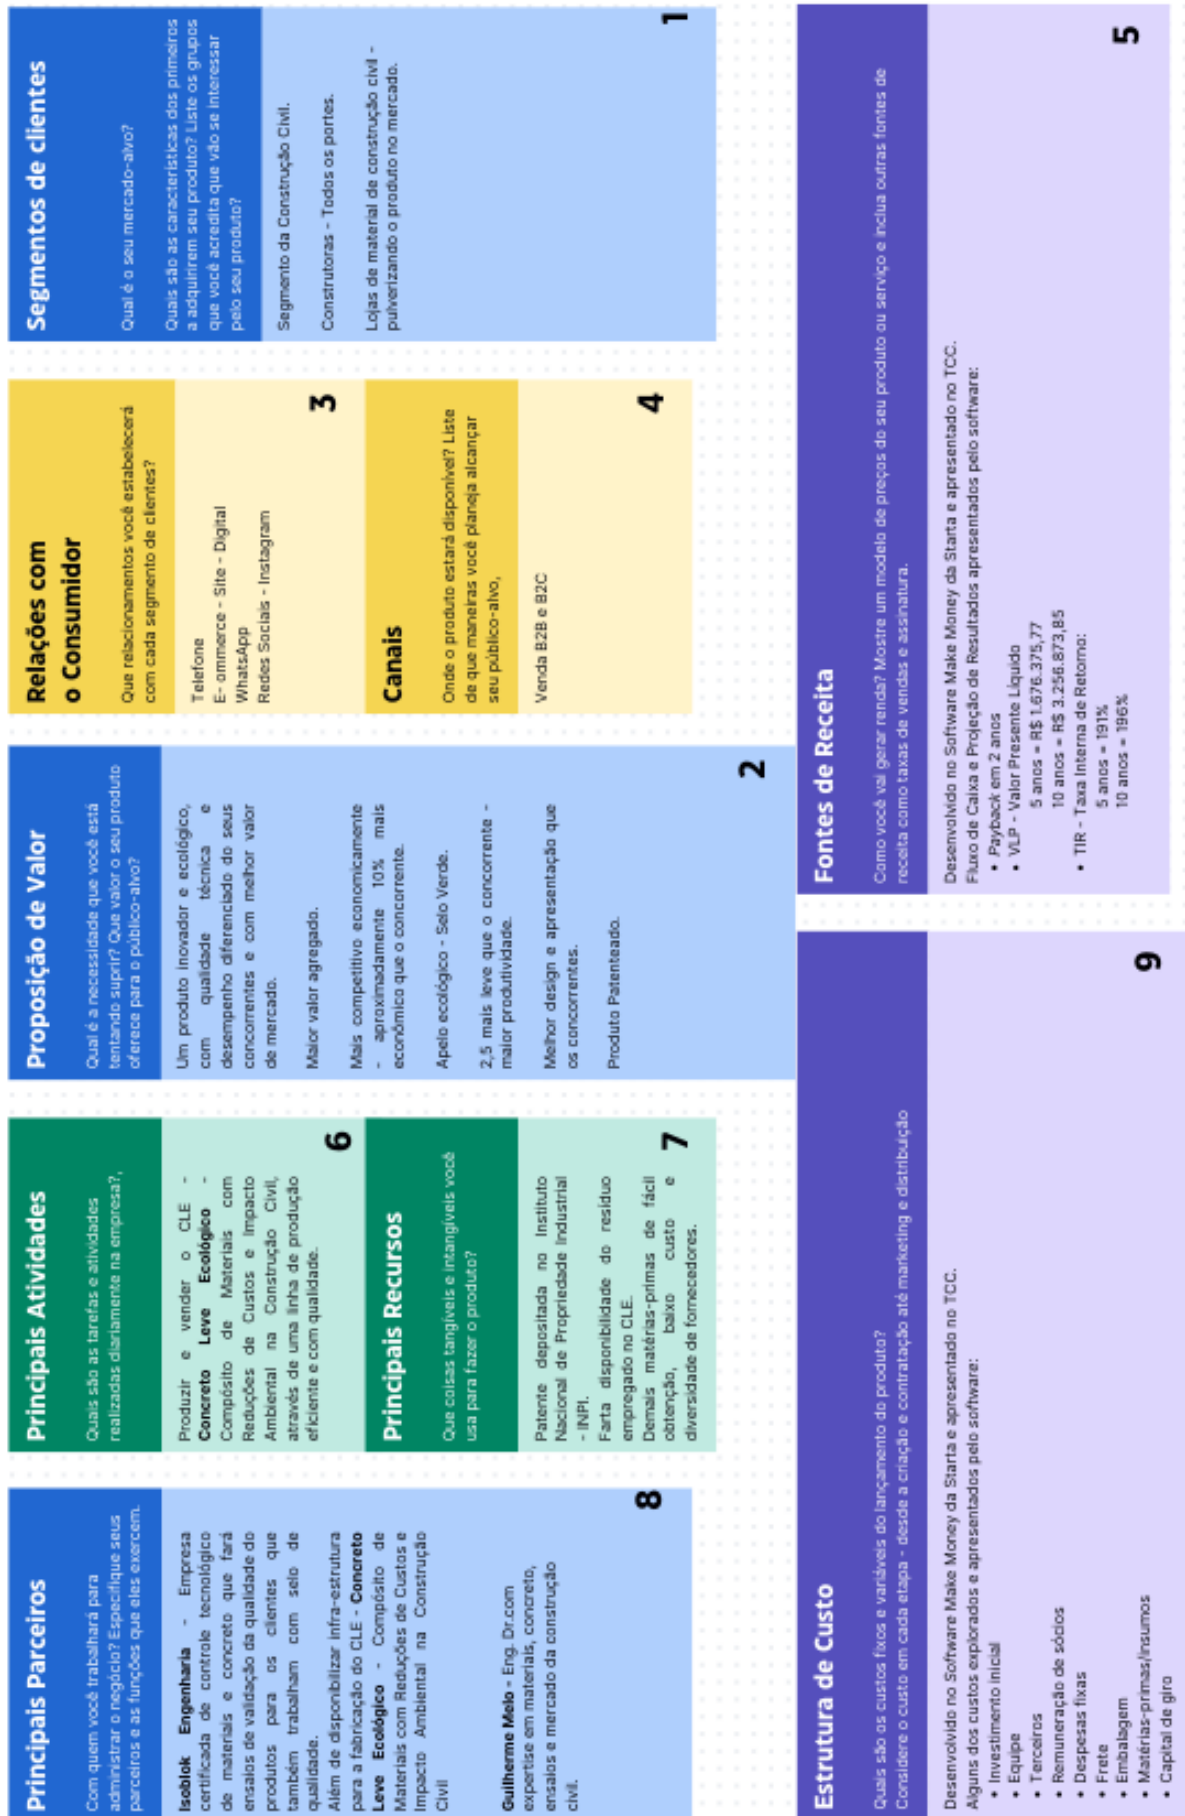 Principais Parceiros
Com quem você trabalhará para
administrar o negócio? Especifique seus
parceiros e as funções que eles exercem.
Isoblok Engenharia - Empresa
certificada de controle tecnológico
de materiais e concreto que fará
ensaios de validação da qualidade do
produtos para os clientes que
também trabalham com selo de
qualidade.
Além de disponibilizar infra-estrutura
para a fabricação do CLE - Concreto
Leve Ecológico - Compósito de
Materiais com Reduções de Custos e
Impacto Ambiental na Construção
Civil
Guilherme Melo - Eng. Dr.com
expertise em materiais, concreto,
ensaios e mercado da construção
civil.
8
Principais Atividades
Quais são as tarefas e atividades
realizadas diariamente na empresa?,
Produzir e vender o CLE -
Concreto Leve Ecológico -
Compósito de Materiais com
Reduções de Custos e Impacto
Ambiental na Construção Civil,
através de uma linha de produção
eficiente e com qualidade.
6
Principais Recursos
Que coisas tangíveis e intangíveis você
usa para fazer o produto?
Patente depositada no Instituto
Nacional de Propriedade Industrial
- INPI.
Farta disponibilidade do resíduo
empregado no CLE.
Demais matérias-primas de fácil
obtenção, baixo custo e
diversidade de fornecedores.
7
Proposição de Valor
Qual é a necessidade que você está
tentando suprir? Que valor o seu produto
oferece para o público-alvo?
Um produto inovador e ecológico,
com qualidade técnica e
desempenho diferenciado do seus
concorrentes e com melhor valor
de mercado.
Maior valor agregado.
Mais competitivo economicamente
- aproximadamente 10% mais
econômico que o concorrente.
Apelo ecológico - Selo Verde.
2,5 mais leve que o concorrente -
maior produtividade.
Melhor design e apresentação que
os concorrentes.
Produto Patenteado.
2
Relações com
o Consumidor
Que relacionamentos você estabelecerá
com cada segmento de clientes?
Telefone
E- ommerce - Site - Digital
WhatsApp
Redes Sociais - Instagram
3
Canais
Onde o produto estará disponível? Liste
de que maneiras você planeja alcançar
seu público-alvo,
Venda B2B e B2C
4
Segmentos de clientes
Qual é o seu mercado-alvo?
Quais são as características dos primeiros
a adquirirem seu produto? Liste os grupos
que você acredita que vão se interessar
pelo seu produto?
Segmento da Construção Civil.
Construtoras - Todos os portes.
Lojas de material de construção civil -
pulverizando o produto no mercado.
1
Estrutura de Custo
Quais são os custos fixos e variáveis do lançamento do produto?
Considere o custo em cada etapa - desde a criação e contratação até marketing e distribuição
Desenvolvido no Software Make Money da Starta e apresentado no TCC.
Alguns dos custos explorados e apresentados pelo software:
• Investimento inicial
• Equipe
• Terceiros
• Remuneração de sócios
• Despesas fixas
• Frete
• Embalagem
• Matérias-primas/insumos
• Capital de giro
9
Fontes de Receita
Como você vai gerar renda? Mostre um modelo de preços do seu produto ou serviço e inclua outras fontes de
receita como taxas de vendas e assinatura.
Desenvolvido no Software Make Money da Starta e apresentado no TCC.
Fluxo de Caixa e Projeção de Resultados apresentados pelo software:
• Payback em 2 anos
• VLP - Valor Presente Líquido
5 anos = R$ 1.676.375,77
10 anos = R$ 3.256.873,85
• TIR - Taxa Interna de Retorno:
5 anos = 191%
10 anos = 196%
5